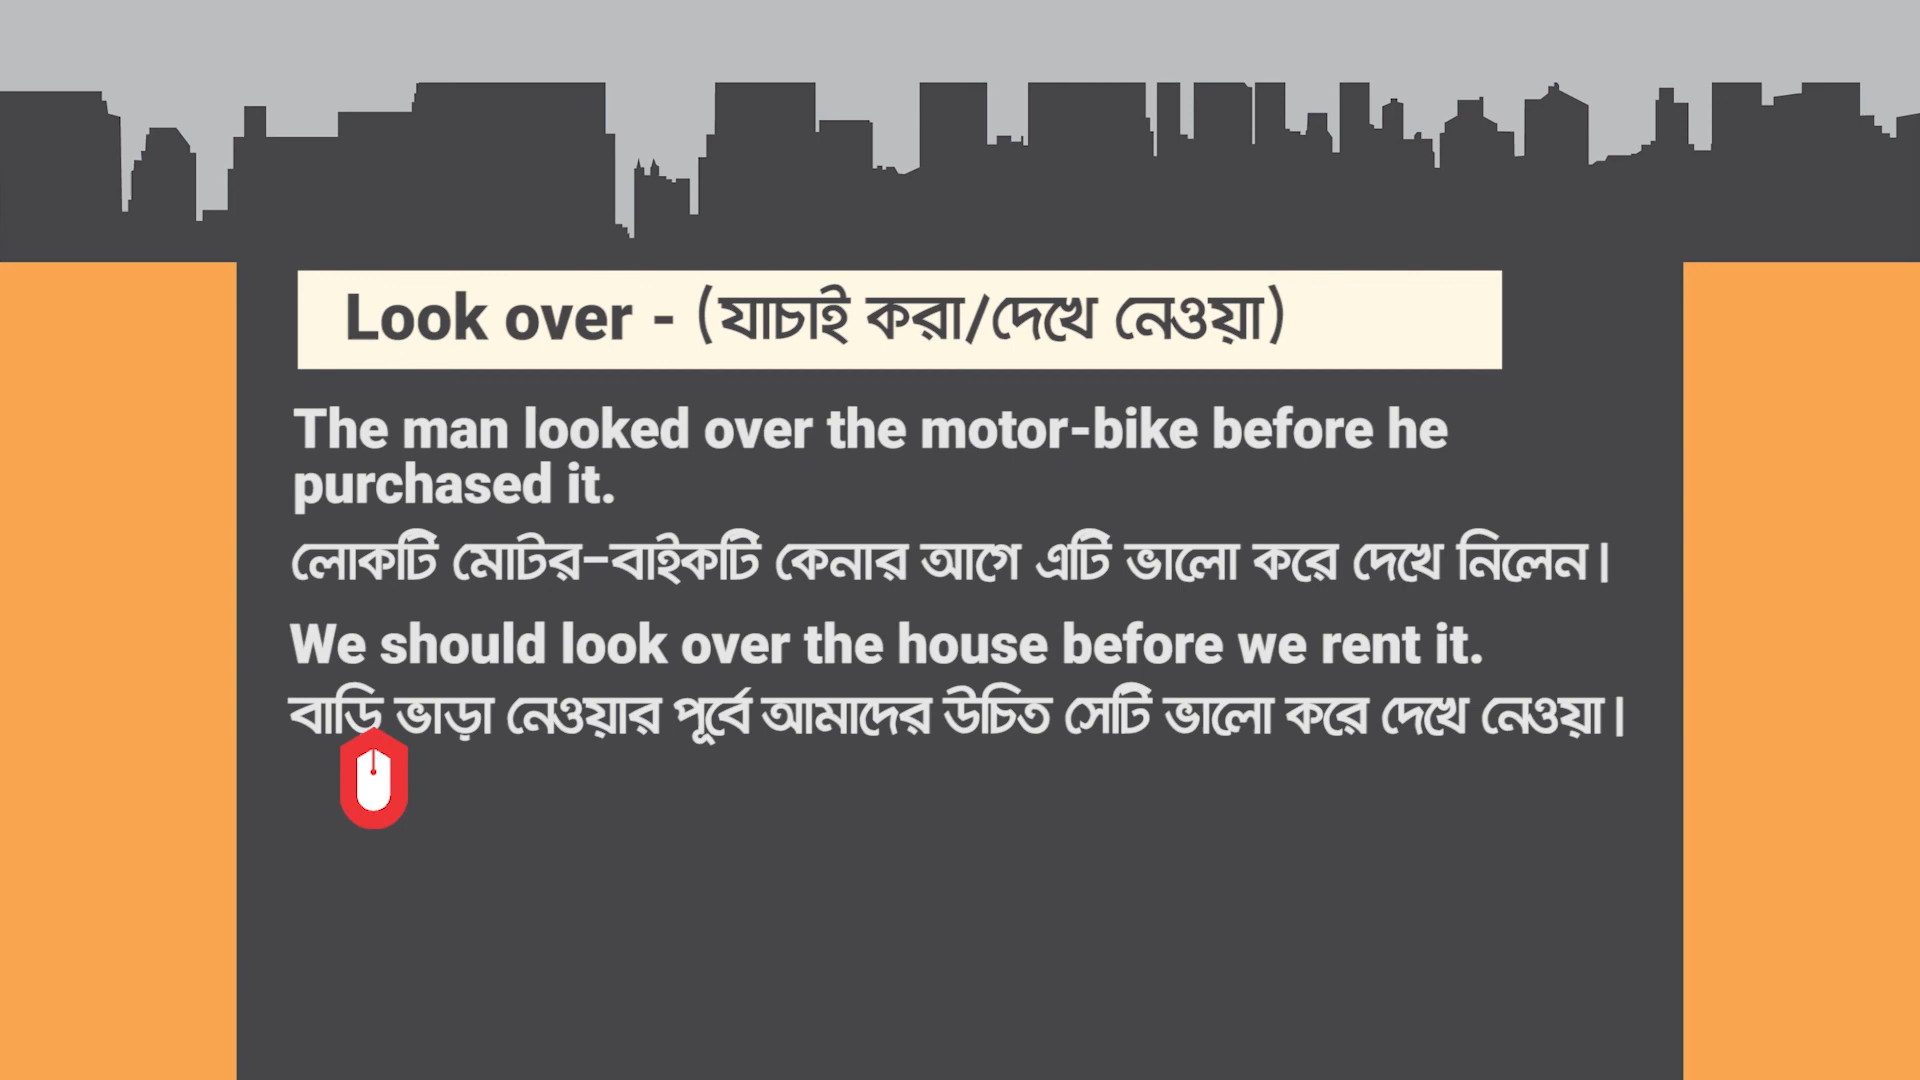 Look over - (যাচাই করা/দেখে নেওয়া)
The man looked over the motor-bike before he
purchased it.
লোকটি মোটর-বাইকটি কেনার আগে এটি ভালো করে দেখে নিলেন।
We should look over the house before we rent it.
বাড়ি ভাড়া নেওয়ার পূর্বে আমাদের উচিত সেটি ভালো করে দেখে নেওয়া।